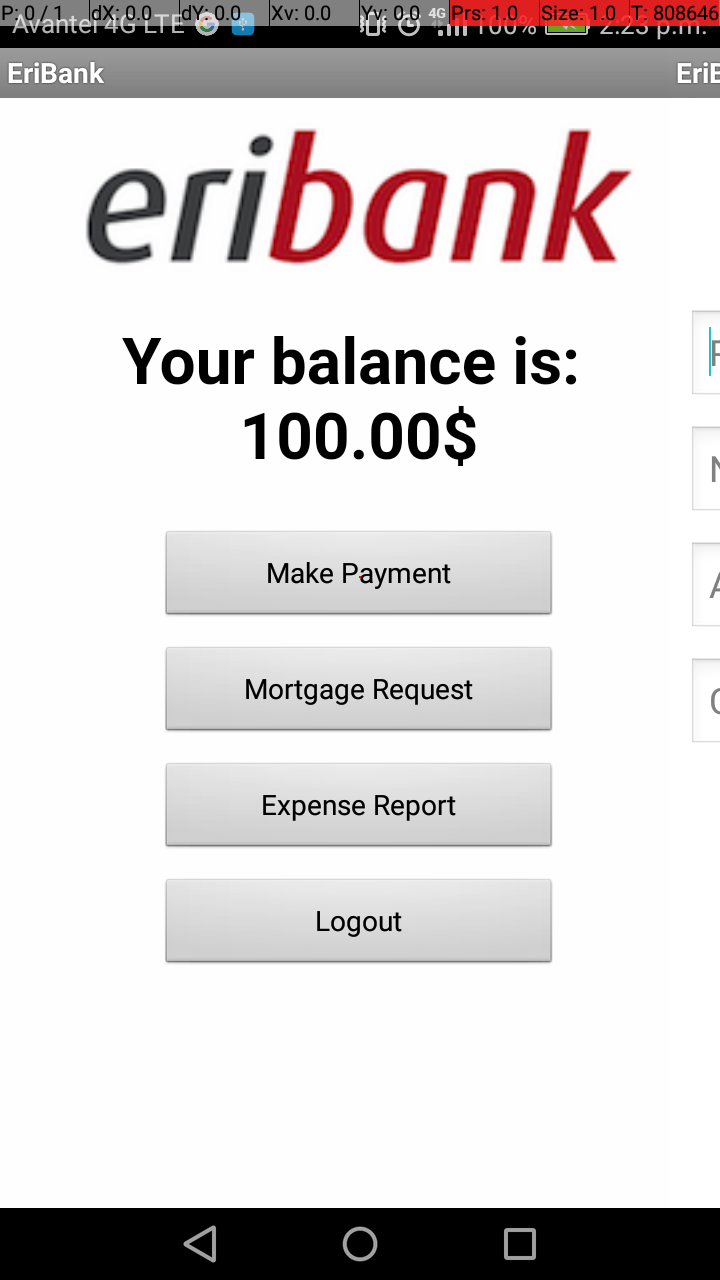 P: 0 / 1 dX: 0.0 dY: 0.0 Xv: 0.0 Yv: 0.0 Prs: 1.0 Size: 1.0 T: 808646
Avantel 4G LTE 4G 100% 2:25 p.m.
EriBank EriB
eribank
Your balance is:
100.00$
Make Payment
Mortgage Request
Expense Report
Logout